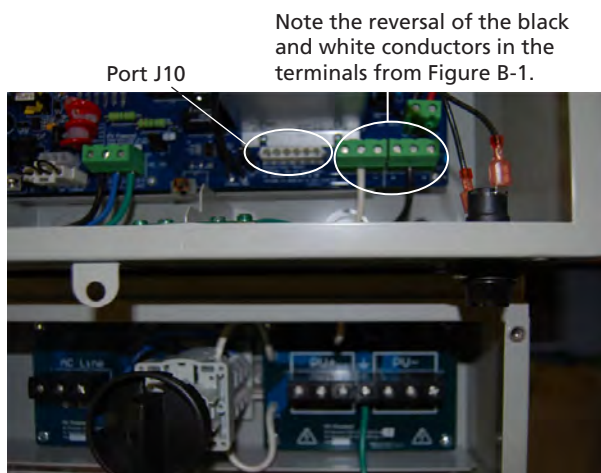 Note the reversal of the black
and white conductors in the
terminals from Figure B-1.
Port J10
AC Line
PV+
PV-